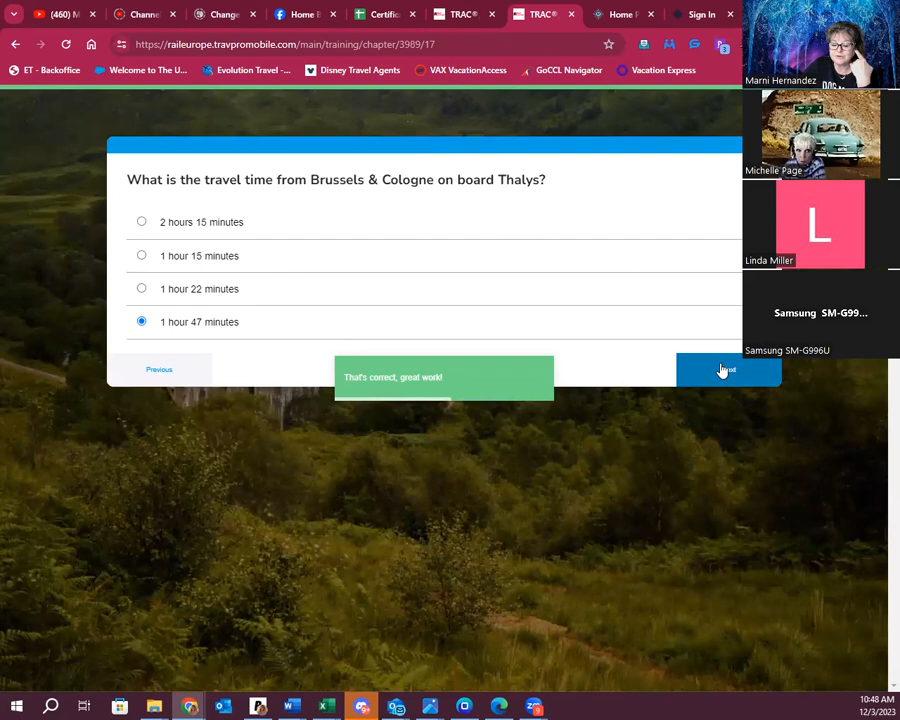 (460) M
Channel
Change
Home B
Certific
TRAC®
TRAC®
Home P
Sign In
https://raileurope.travpromobile.com/main/training/chapter/3989/17
3
ET - Backoffice
Welcome to The U...
Evolution Travel -...
Disney Travel Agents
VAX VacationAccess
GoCCL Navigator
Vacation Express
Marni Hernandez
Michelle Page
L
Linda Miller
Samsung SM-G99...
Samsung SM-G996U
What is the travel time from Brussels & Cologne on board Thalys?
2 hours 15 minutes
1 hour 15 minutes
1 hour 22 minutes
1 hour 47 minutes
Previous
That's correct, great work!
10:48 AM
12/3/2023